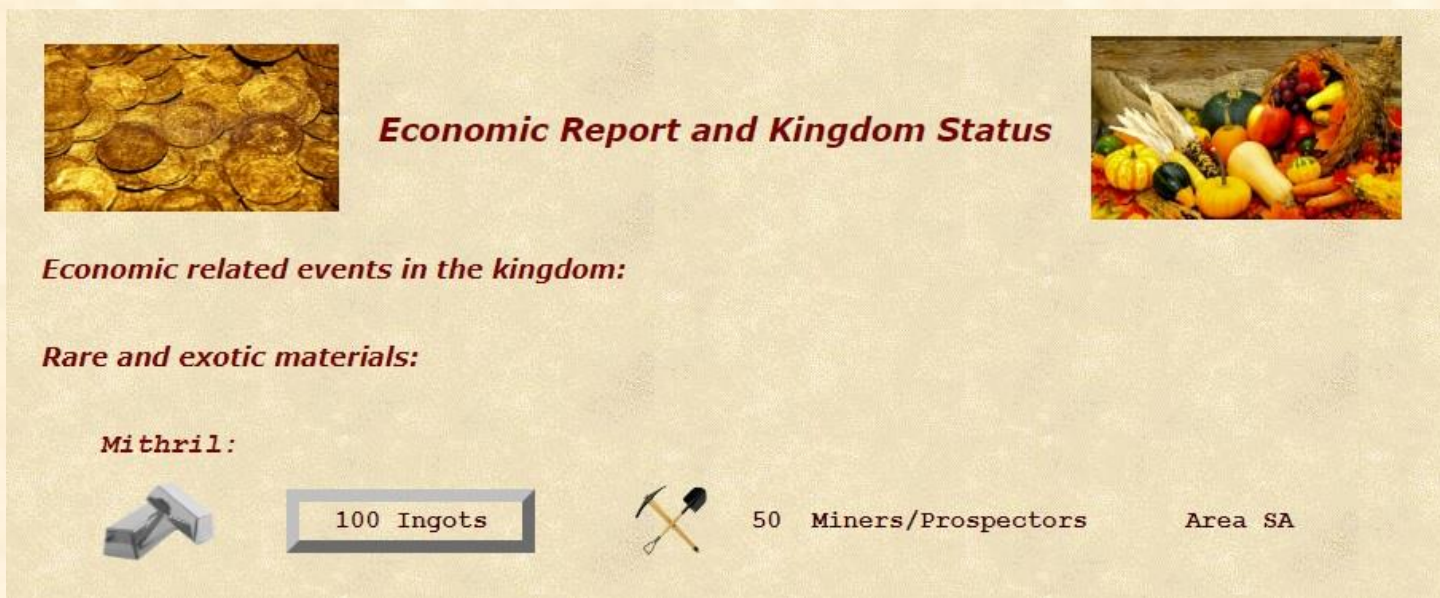 Economic Report and Kingdom Status
Economic related events in the kingdom:
Rare and exotic materials:
Mithril:
100 Ingots 50 Miners/Prospectors Area SA